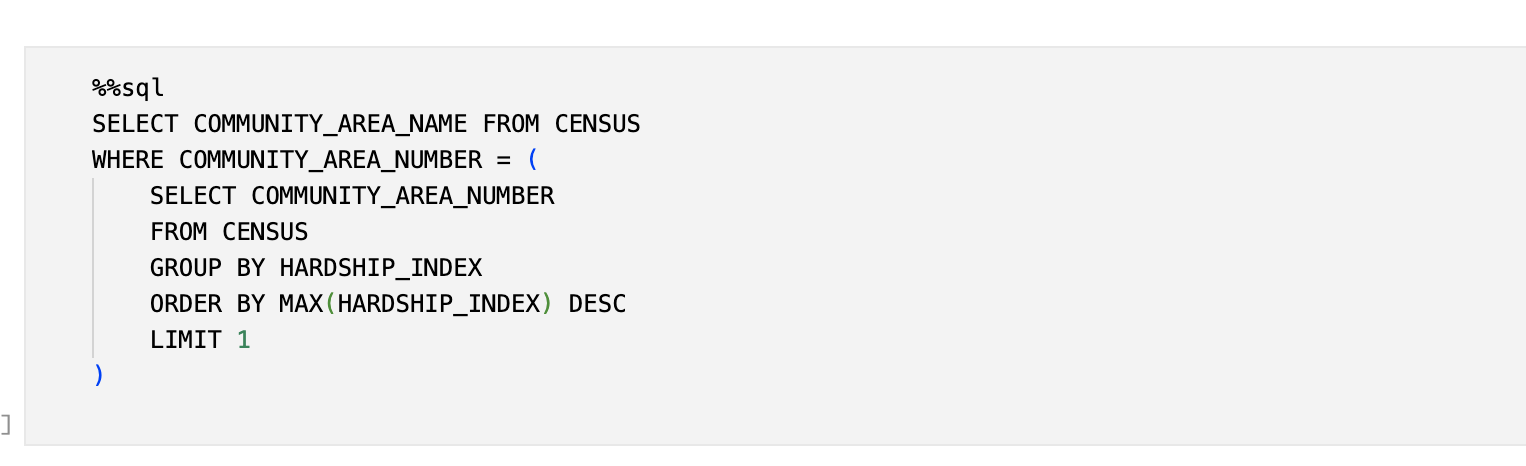 %%sql
SELECT COMMUNITY_AREA_NAME FROM CENSUS
WHERE COMMUNITY_AREA_NUMBER = (
    SELECT COMMUNITY_AREA_NUMBER
    FROM CENSUS
    GROUP BY HARDSHIP_INDEX
    ORDER BY MAX(HARDSHIP_INDEX) DESC
    LIMIT 1
)
]